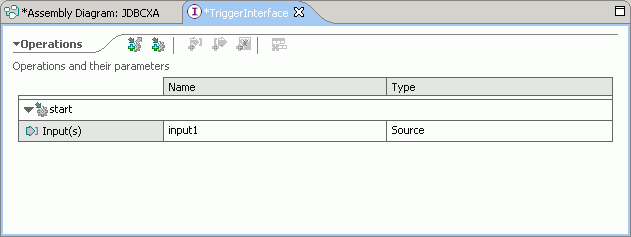 *Assembly Diagram: JDBCXA *TriggerInterface
Operations
Operations and their parameters
Name Type
start
Input(s) input1 Source